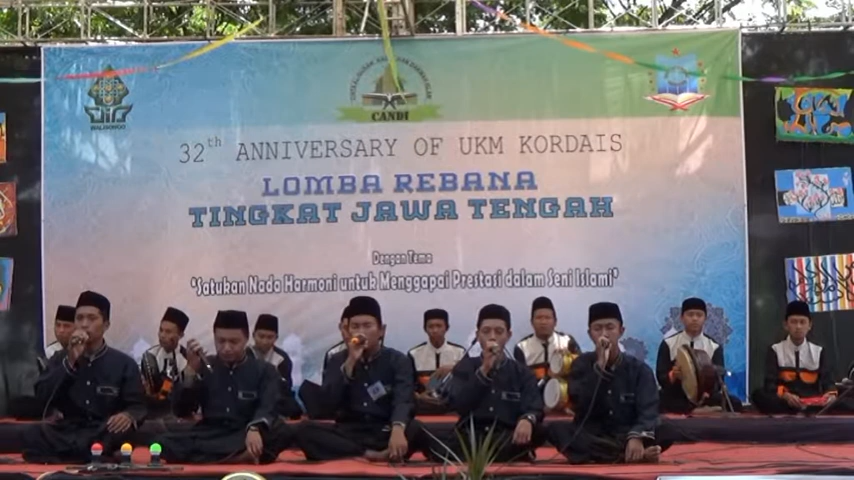 WALISONGO
CANDI
32th ANNIVERSARY OF UKM KORDAIS
LOMBA REBANA
TINGKAT JAWA TENGAH
Dengan Tema
"Satukan Nada Harmoni untuk Menggapai Prestasi dalam Seni Islami"